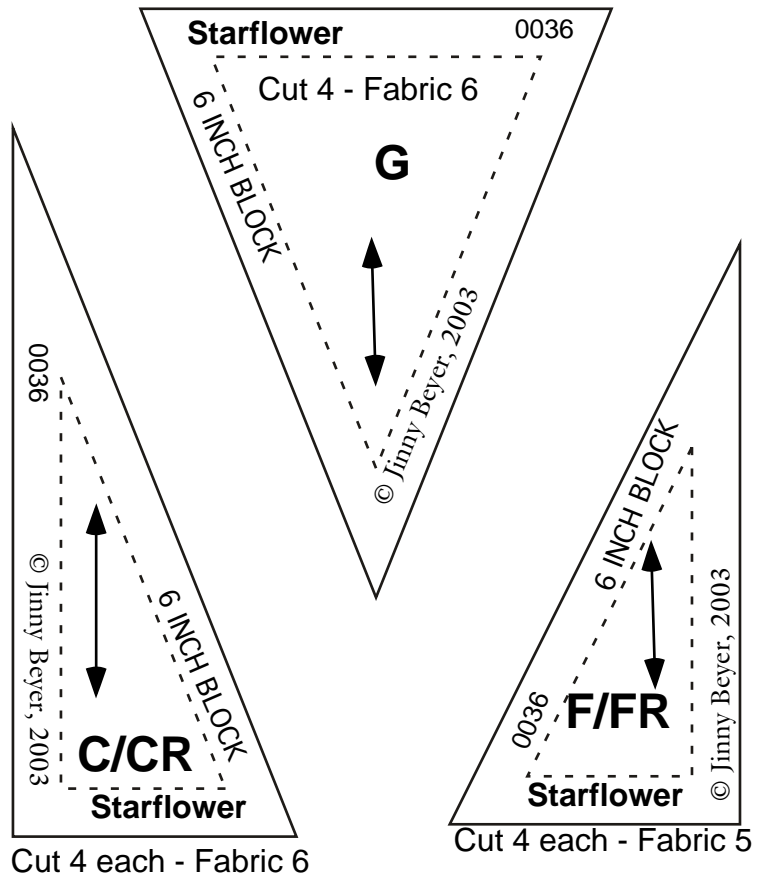 Starflower
0036
Cut 4 - Fabric 6
6 INCH BLOCK
G
© Jinny Beyer, 2003
0036
© Jinny Beyer, 2003
6 INCH BLOCK
C/CR
Starflower
Cut 4 each - Fabric 6
6 INCH BLOCK
0036
F/FR
© Jinny Beyer, 2003
Starflower
Cut 4 each - Fabric 5